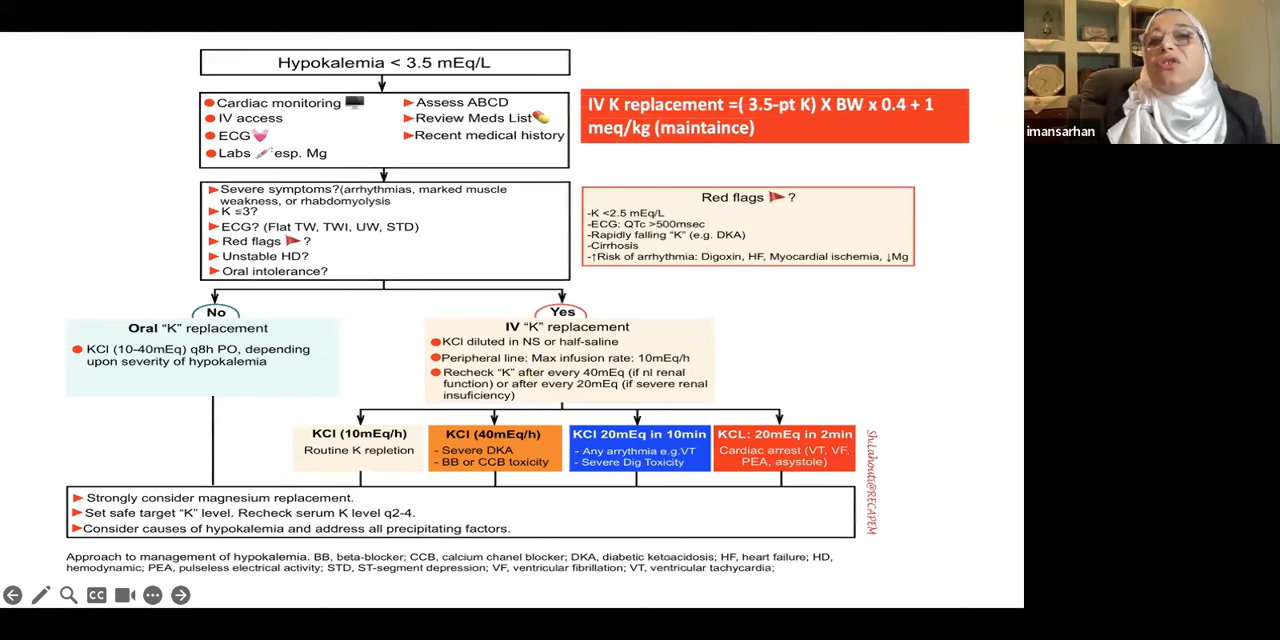 Hypokalemia < 3.5 mEq/L
Cardiac monitoring
IV access
ECG
Labs esp. Mg
Assess ABCD
Review Meds List
Recent medical history
IV K replacement =( 3.5-pt K) X BW x 0.4 + 1
meq/kg (maintaince)
imansarhan
Severe symptoms?(arrhythmias, marked muscle
weakness, or rhabdomyolysis
K ≤3?
ECG? (Flat TW, TWI, UW, STD)
Red flags ?
Unstable HD?
Oral intolerance?
Red flags ?
-K <2.5 mEq/L
-ECG: QTc >500msec
-Rapidly falling "K" (e.g. DKA)
-Cirrhosis
-↑Risk of arrhythmia: Digoxin, HF, Myocardial ischemia, ↓Mg
No
Oral "K" replacement
KCl (10-40mEq) q8h PO, depending
upon severity of hypokalemia
Yes
IV "K" replacement
KCl diluted in NS or half-saline
Peripheral line: Max infusion rate: 10mEq/h
Recheck "K" after every 40mEq (if nl renal
function) or after every 20mEq (if severe renal
insuficiency)
KCl (10mEq/h)
Routine K repletion
KCl (40mEq/h)
- Severe DKA
- BB or CCB toxicity
KCl 20mEq in 10min
- Any arrythmia e.g.VT
- Severe Dig Toxicity
KCL: 20mEq in 2min
Cardiac arrest (VT, VF,
PEA, asystole)
Sh.Lahouti@RECAPEM
Strongly consider magnesium replacement.
Set safe target "K" level. Recheck serum K level q2-4.
Consider causes of hypokalemia and address all precipitating factors.
Approach to management of hypokalemia. BB, beta-blocker; CCB, calcium chanel blocker; DKA, diabetic ketoacidosis; HF, heart failure; HD,
hemodynamic; PEA, pulseless electrical activity; STD, ST-segment depression; VF, ventricular fibrillation; VT, ventricular tachycardia;
CC